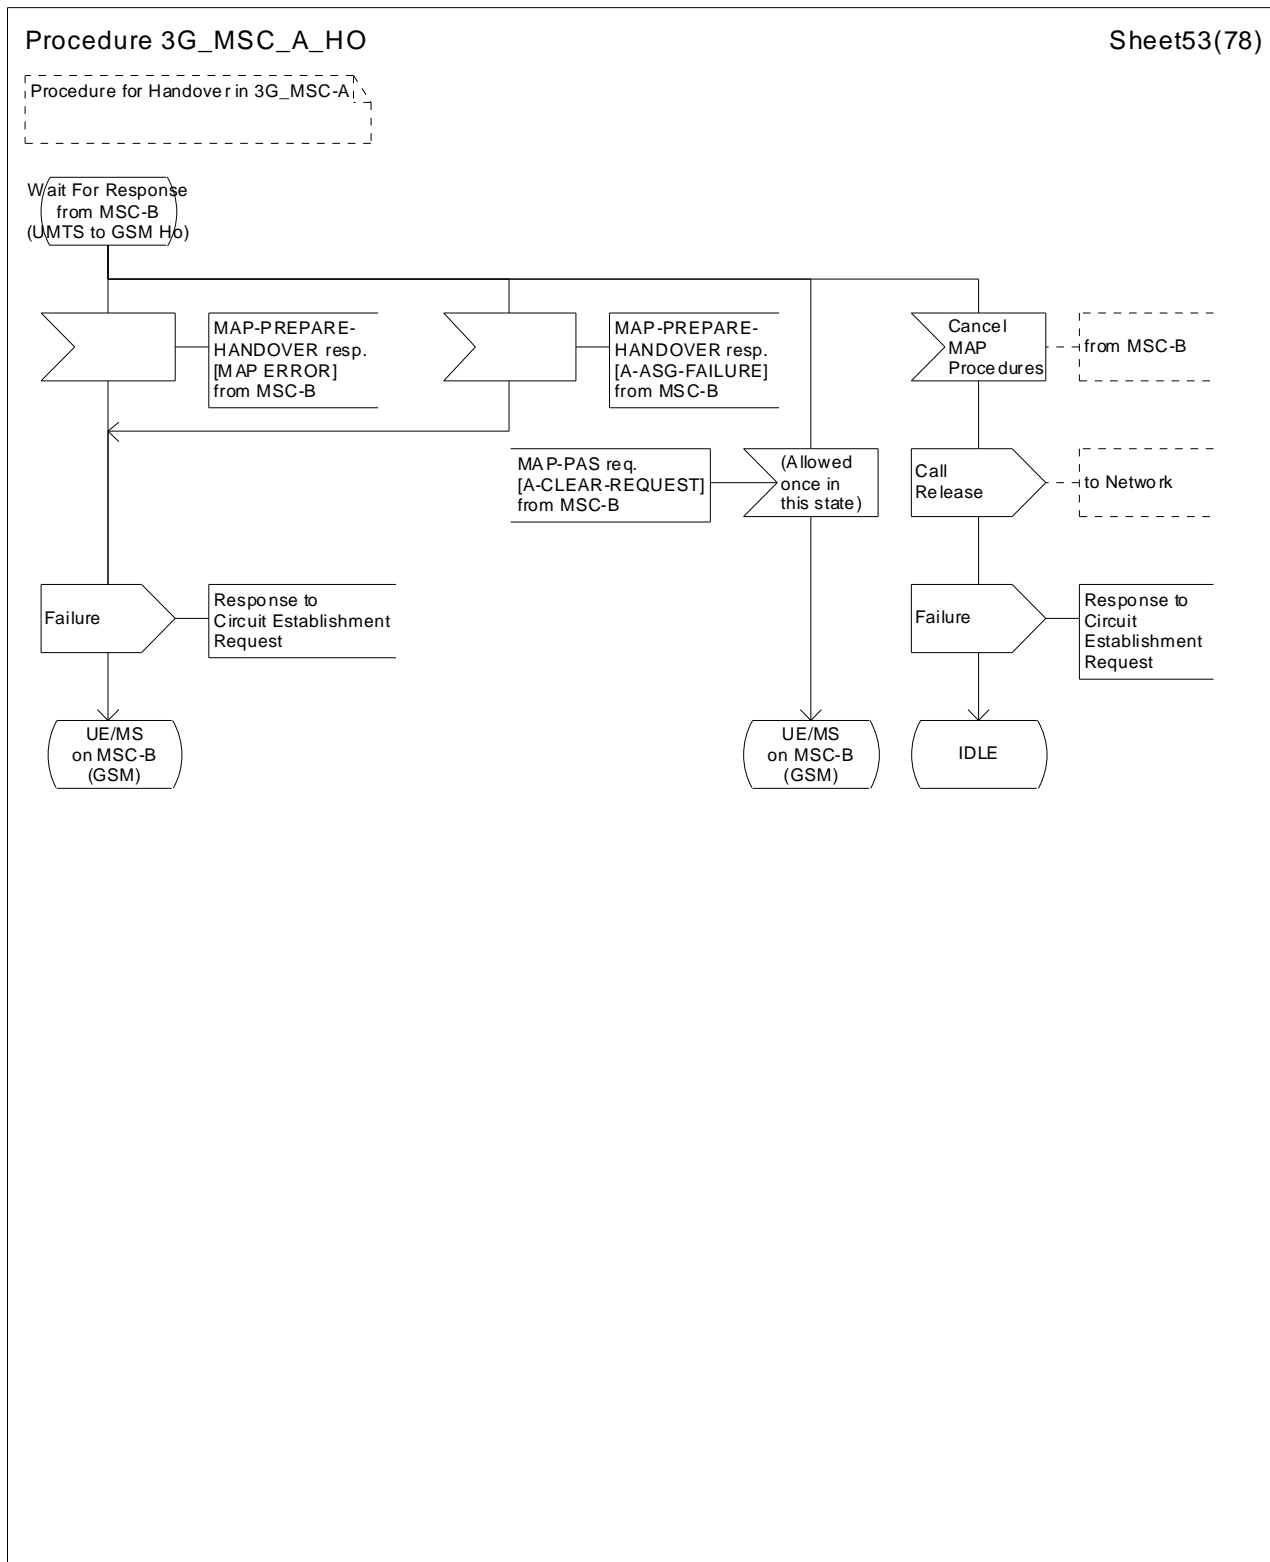 Procedure 3G_MSC_A_HO
Sheet53(78)
Procedure for Handover in 3G_MSC-A
Wait For Response
from MSC-B
(UMTS to GSM Ho)
MAP-PREPARE-
HANDOVER resp.
[MAP ERROR]
from MSC-B
MAP-PREPARE-
HANDOVER resp.
[A-ASG-FAILURE]
from MSC-B
Cancel
MAP
Procedures
from MSC-B
MAP-PAS req.
[A-CLEAR-REQUEST]
from MSC-B
(Allowed
once in
this state)
Call
Release
to Network
Failure
Response to
Circuit Establishment
Request
Failure
Response to
Circuit
Establishment
Request
UE/MS
on MSC-B
(GSM)
UE/MS
on MSC-B
(GSM)
IDLE